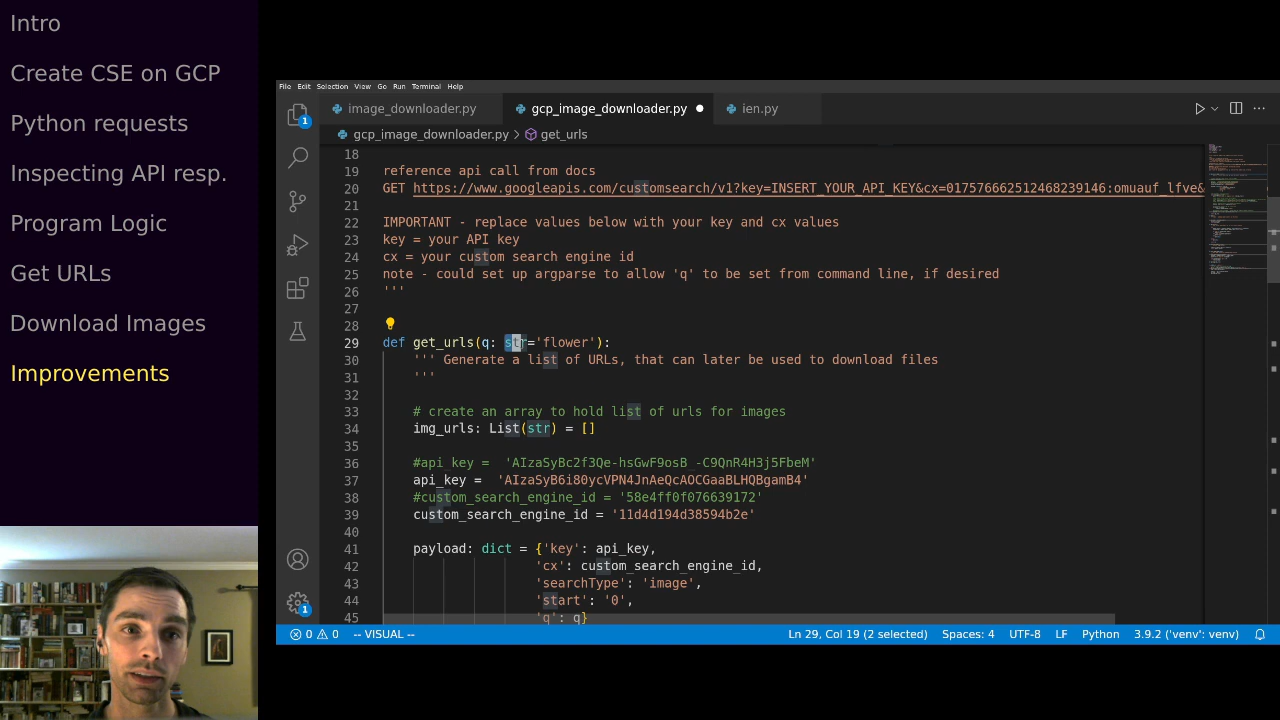 Intro
Create CSE on GCP
Python requests
Inspecting API resp.
Program Logic
Get URLs
Download Images
Improvements
File Edit Selection View Go Run Terminal Help
image_downloader.py
gcp_image_downloader.py
ien.py
gcp_image_downloader.py > get_urls
18
19 reference api call from docs
20 GET https://www.googleapis.com/customsearch/v1?key=INSERT_YOUR_API_KEY&cx=017576662512468239146:omuauf_lfve&
21
22 IMPORTANT - replace values below with your key and cx values
23 key = your API key
24 cx = your custom search engine id
25 note - could set up argparse to allow 'q' to be set from command line, if desired
26 '''
27
28
29 def get_urls(q: str='flower'):
30 ''' Generate a list of URLs, that can later be used to download files
31 '''
32
33 # create an array to hold list of urls for images
34 img_urls: List(str) = []
35
36 #api_key =  'AIzaSyBc2f3Qe-hsGwF9osB_-C9QnR4H3j5FbeM'
37 api_key =  'AIzaSyB6i80ycVPN4JnAeQcAOCGaaBLHQBgamB4'
38 #custom_search_engine_id = '58e4ff0f076639172'
39 custom_search_engine_id = '11d4d194d38594b2e'
40
41 payload: dict = {'key': api_key,
42 'cx': custom_search_engine_id,
43 'searchType': 'image',
44 'start': '0',
45 'q': q}
0 0 -- VISUAL -- Ln 29, Col 19 (2 selected) Spaces: 4 UTF-8 LF Python 3.9.2 ('venv': venv)